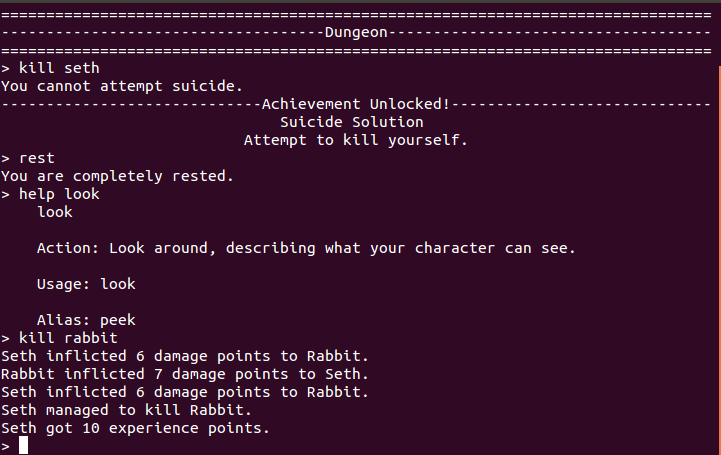 ===============================================================================
------------------------------------Dungeon------------------------------------
===============================================================================
> kill seth
You cannot attempt suicide.
-----------------------------Achievement Unlocked!-----------------------------
Suicide Solution
Attempt to kill yourself.
> rest
You are completely rested.
> help look
look
Action: Look around, describing what your character can see.
Usage: look
Alias: peek
> kill rabbit
Seth inflicted 6 damage points to Rabbit.
Rabbit inflicted 7 damage points to Seth.
Seth inflicted 6 damage points to Rabbit.
Seth managed to kill Rabbit.
Seth got 10 experience points.
>